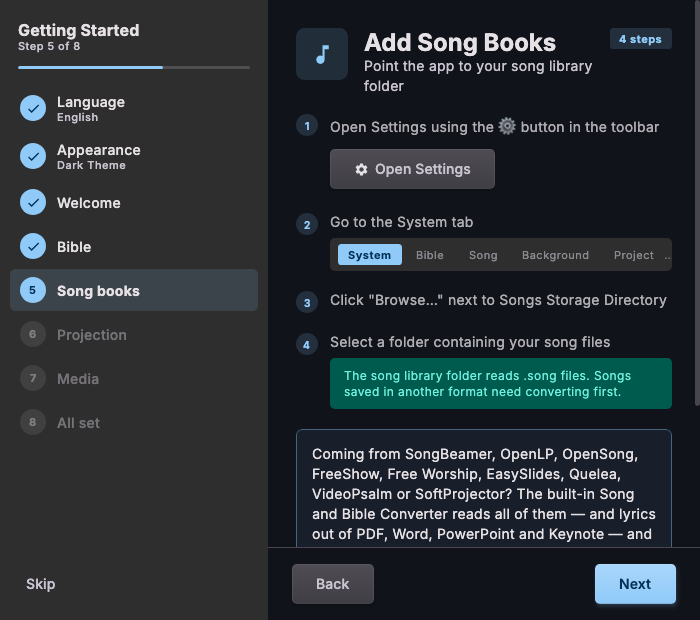 Getting Started
Step 5 of 8
Language
English
Appearance
Dark Theme
Welcome
Bible
5 Song books
6 Projection
7 Media
8 All set
Skip
Add Song Books
4 steps
Point the app to your song library
folder
1 Open Settings using the ⚙ button in the toolbar
Open Settings
2 Go to the System tab
System Bible Song Background Project ...
3 Click "Browse..." next to Songs Storage Directory
4 Select a folder containing your song files
The song library folder reads .song files. Songs
saved in another format need converting first.
Coming from SongBeamer, OpenLP, OpenSong,
FreeShow, Free Worship, EasySlides, Quelea,
VideoPsalm or SoftProjector? The built-in Song
and Bible Converter reads all of them — and lyrics
out of PDF, Word, PowerPoint and Keynote — and
Back
Next